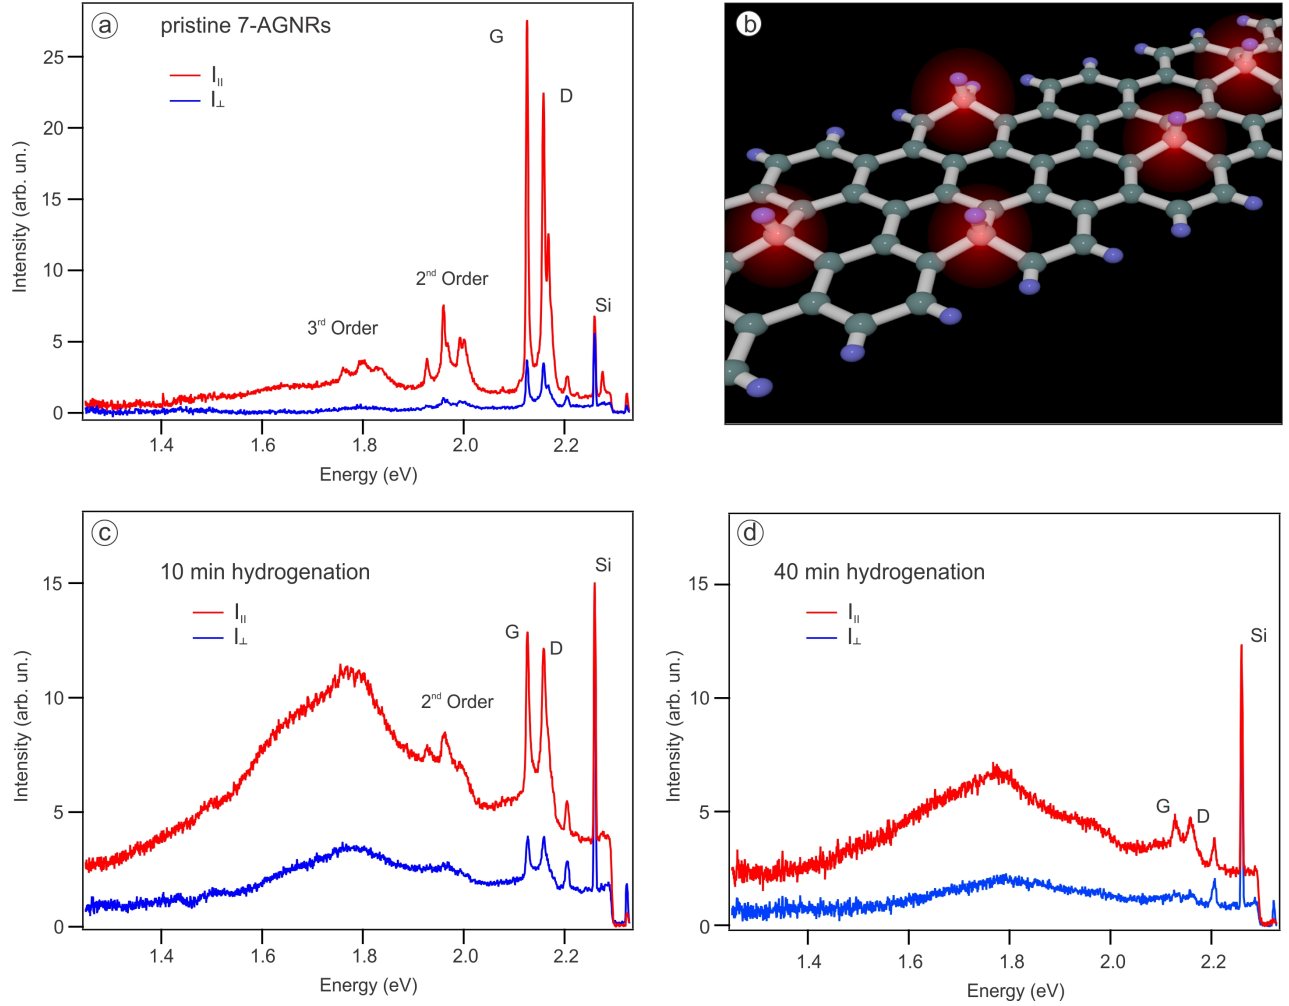 a
pristine 7-AGNRs
I||
I⊥
G
D
Si
2nd Order
3rd Order
25
20
15
10
5
0
1.4 1.6 1.8 2.0 2.2
Intensity (arb. un.)
Energy (eV)
b
c
10 min hydrogenation
I||
I⊥
Si
G
D
2nd Order
15
10
5
0
1.4 1.6 1.8 2.0 2.2
Intensity (arb. un.)
Energy (eV)
d
40 min hydrogenation
I||
I⊥
Si
G
D
15
10
5
0
1.4 1.6 1.8 2.0 2.2
Intensity (arb. un.)
Energy (eV)